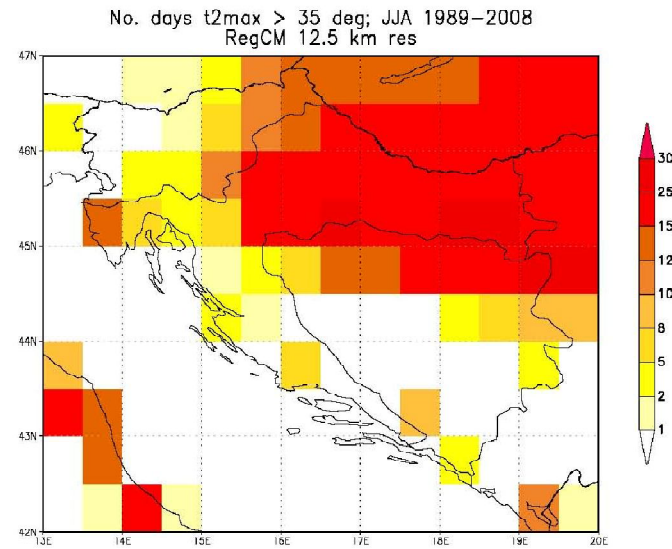 No. days t2max > 35 deg; JJA 1989–2008
RegCM 12.5 km res
47N
46N
45N
44N
43N
42N
13E
14E
15E
16E
17E
18E
19E
20E
30
25
15
12
10
8
5
2
1